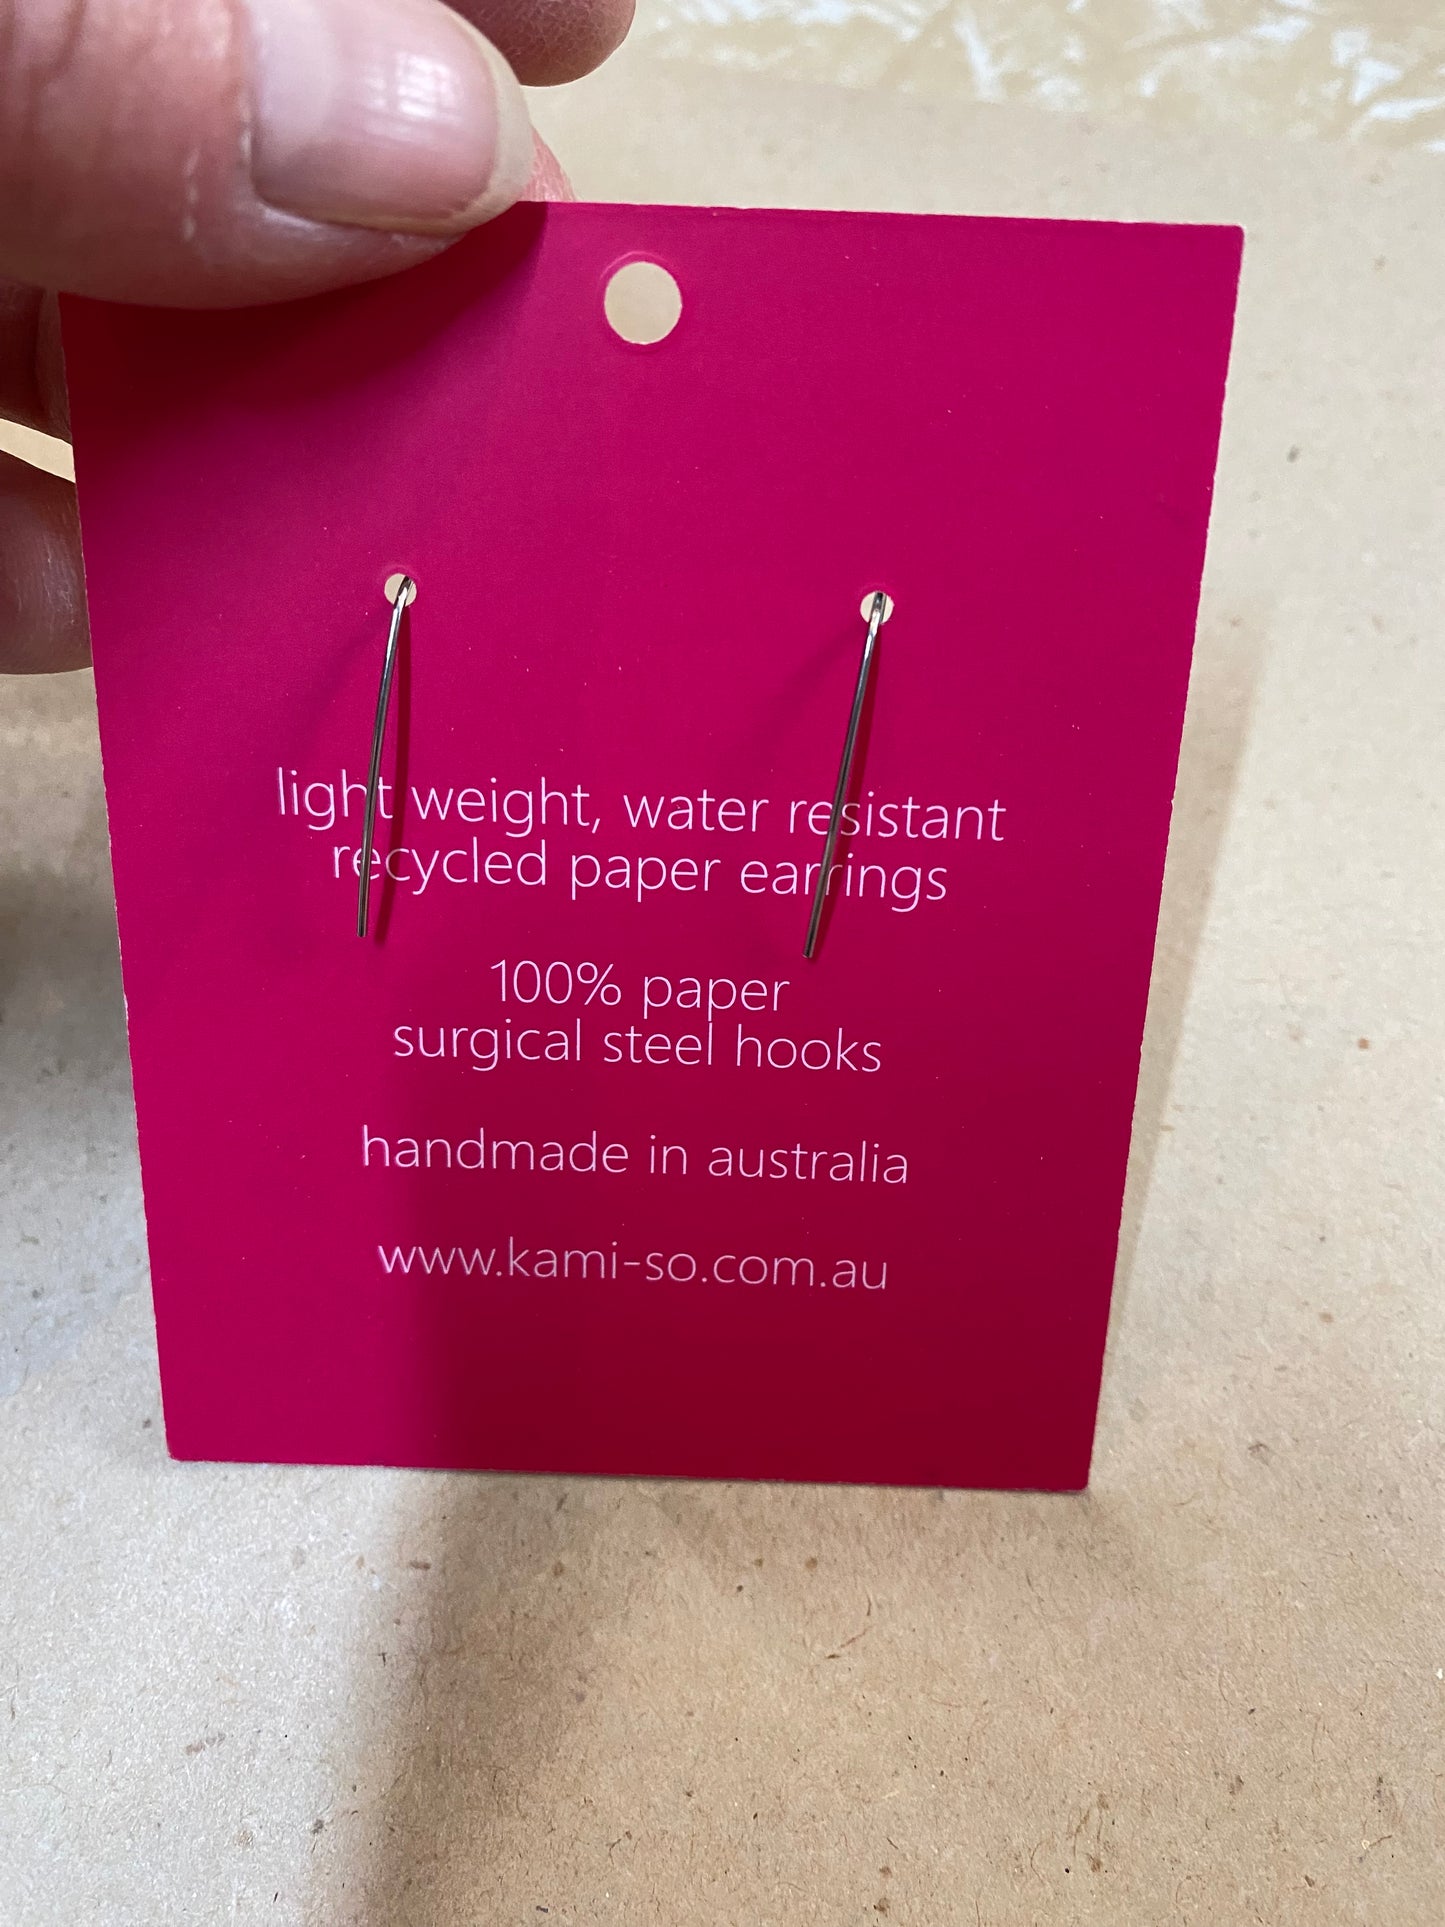 light weight, water resistant
recycled paper earrings
100% paper
surgical steel hooks
handmade in australia
www.kami-so.com.au